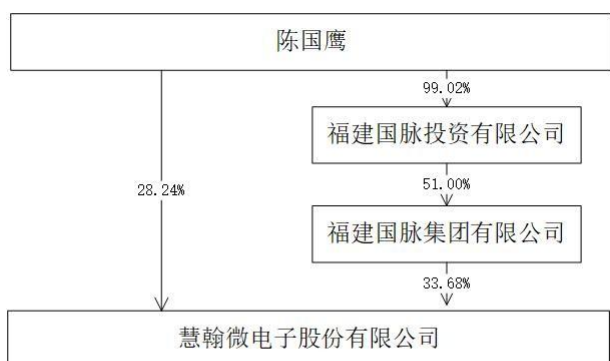 陈国鹰
99.02%
福建国脉投资有限公司
28.24%
51.00%
福建国脉集团有限公司
33.68%
慧翰微电子股份有限公司